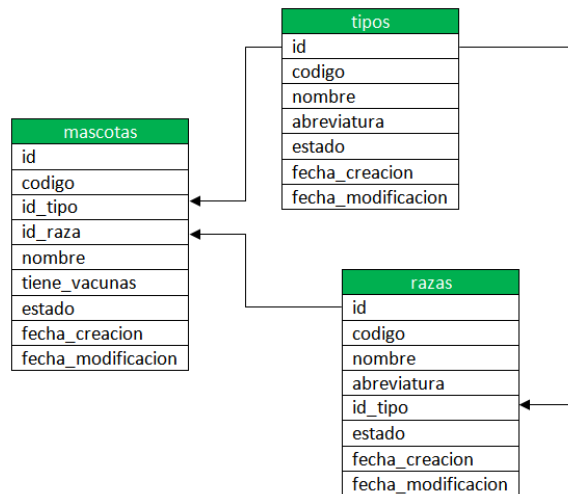 tipos
id
codigo
nombre
abreviatura
estado
fecha_creacion
fecha_modificacion
mascotas
id
codigo
id_tipo
id_raza
nombre
tiene_vacunas
estado
fecha_creacion
fecha_modificacion
razas
id
codigo
nombre
abreviatura
id_tipo
estado
fecha_creacion
fecha_modificacion